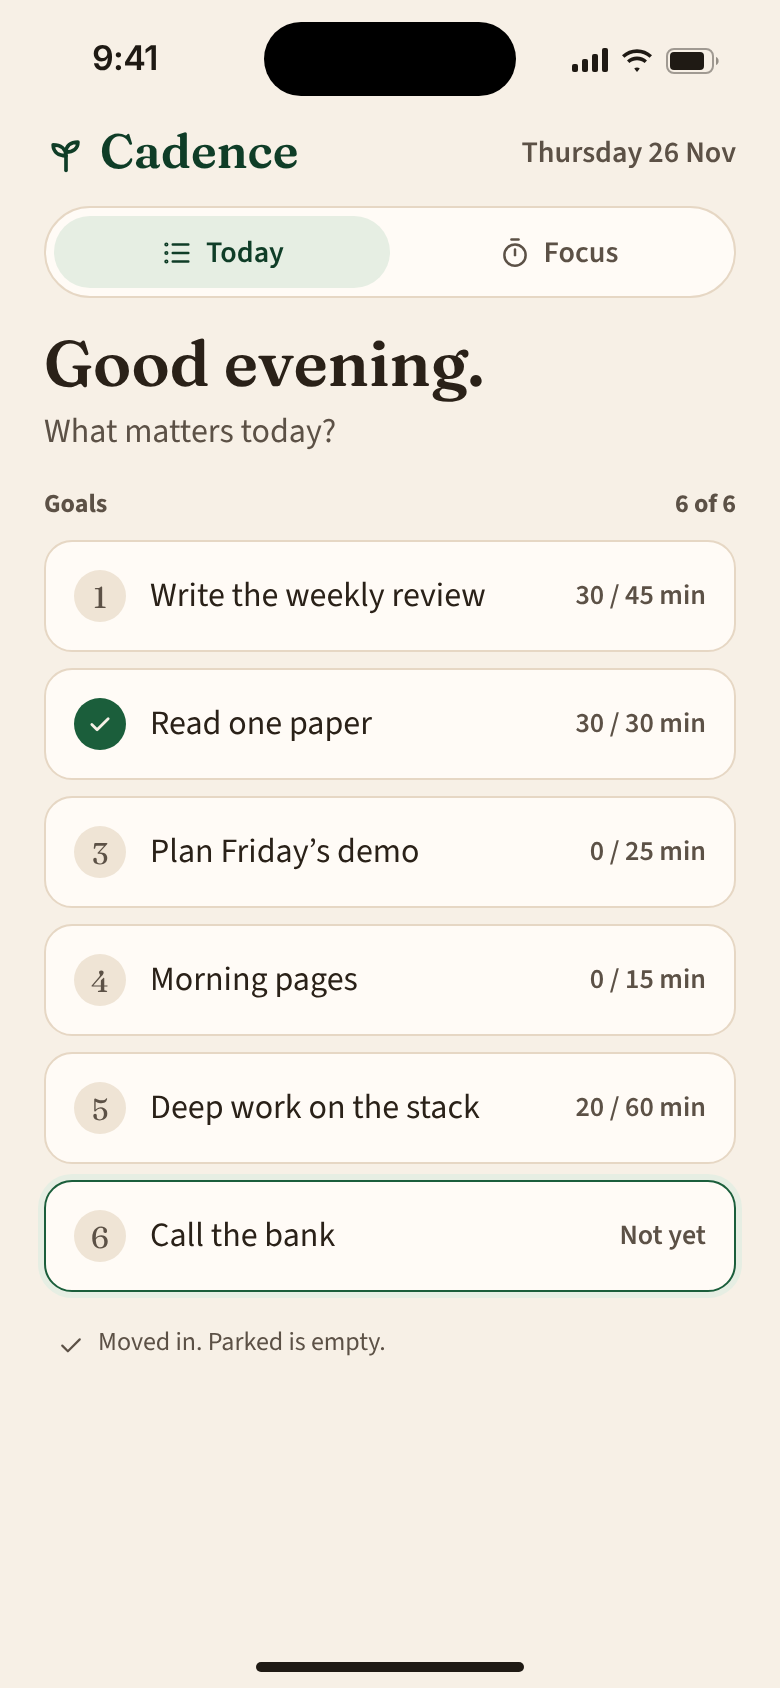 9:41
Cadence
Thursday 26 Nov
Today
Focus
Good evening.
What matters today?
Goals
6 of 6
1 Write the weekly review 30 / 45 min
Read one paper 30 / 30 min
3 Plan Friday’s demo 0 / 25 min
4 Morning pages 0 / 15 min
5 Deep work on the stack 20 / 60 min
6 Call the bank Not yet
Moved in. Parked is empty.